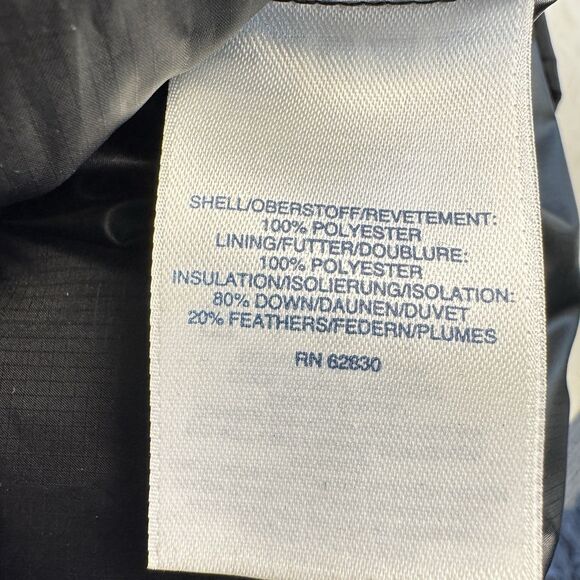 SHELL/OBERSTOFF/REVETEMENT:
100% POLYESTER
LINING/FUTTER/DOUBLURE:
100% POLYESTER
INSULATION/ISOLIERUNG/ISOLATION:
80% DOWN/DAUNEN/DUVET
20% FEATHERS/FEDERN/PLUMES
RN 62830